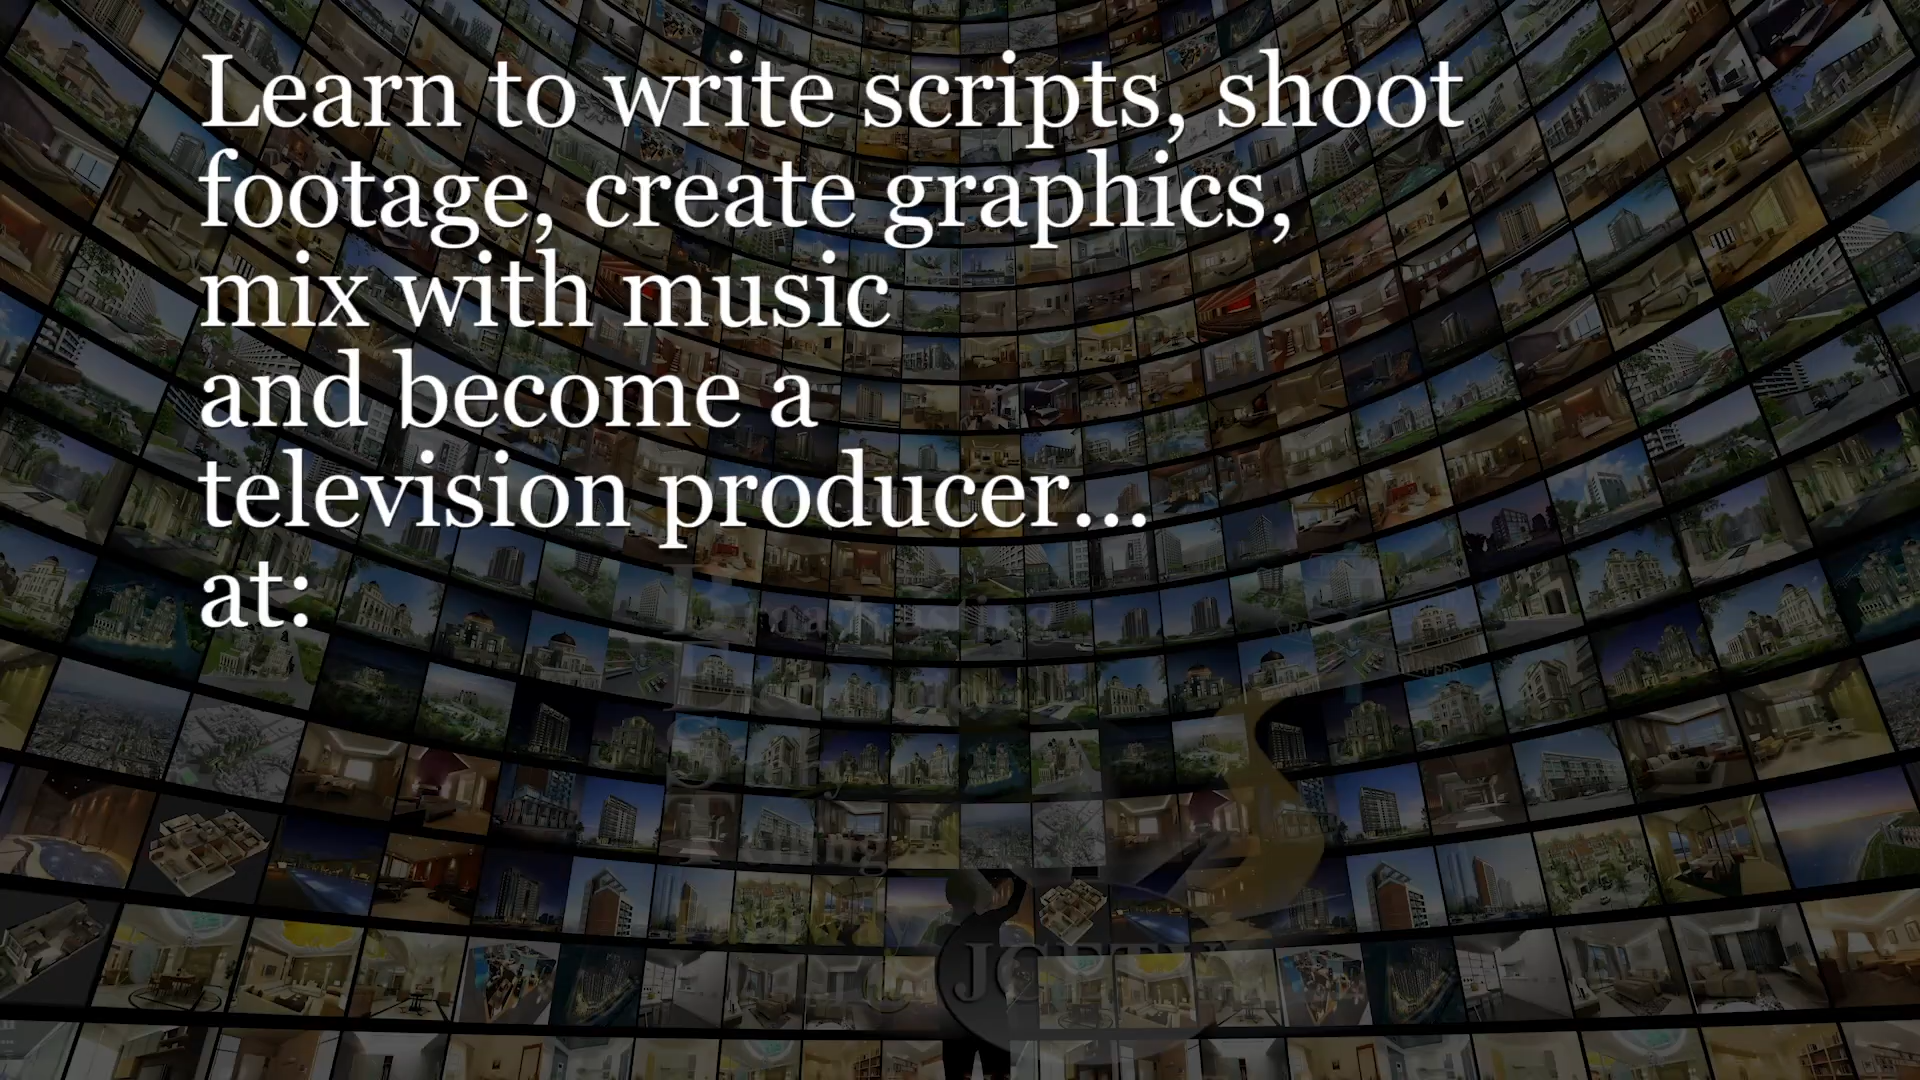 Learn to write scripts, shoot
footage, create graphics,
mix with music
and become a
television producer...
at: